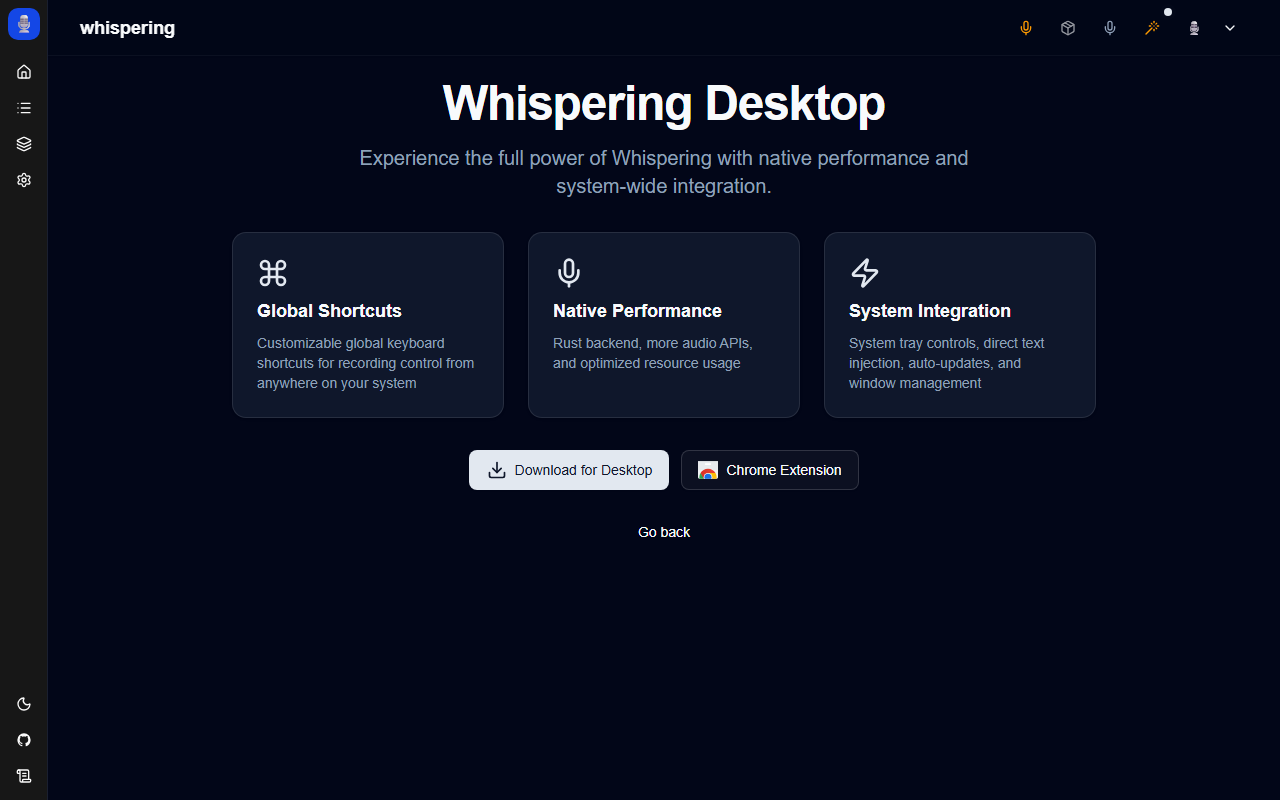 whispering
Whispering Desktop
Experience the full power of Whispering with native performance and
system-wide integration.
Global Shortcuts
Customizable global keyboard
shortcuts for recording control from
anywhere on your system
Native Performance
Rust backend, more audio APIs,
and optimized resource usage
System Integration
System tray controls, direct text
injection, auto-updates, and
window management
Download for Desktop
Chrome Extension
Go back